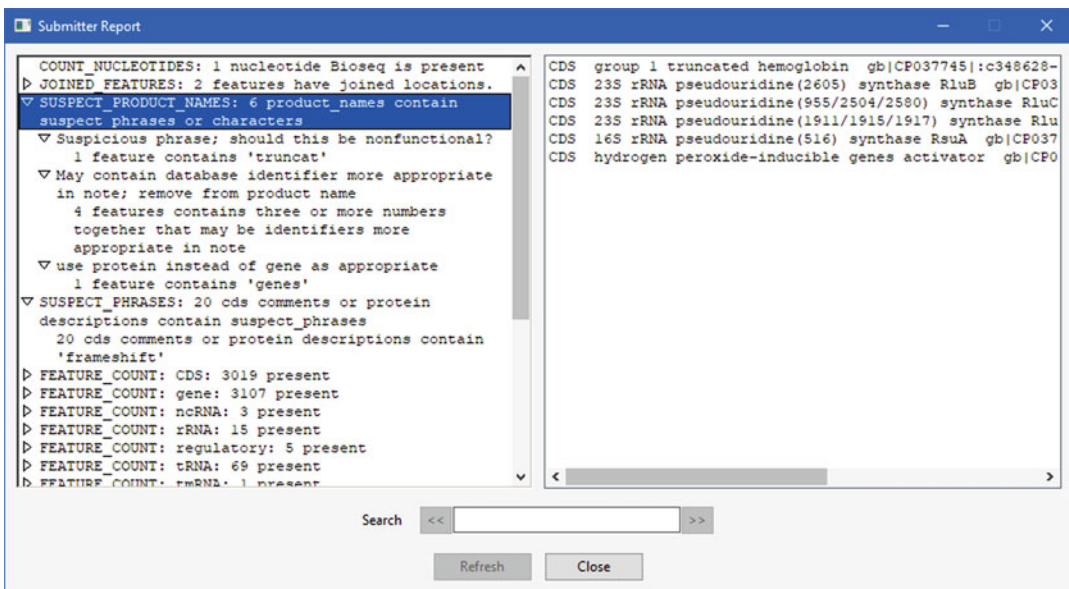 Submitter Report
COUNT_NUCLEOTIDES: 1 nucleotide Bioseq is present
JOINED_FEATURES: 2 features have joined locations.
SUSPECT_PRODUCT_NAMES: 6 product_names contain
suspect phrases or characters
Suspicious phrase; should this be nonfunctional?
1 feature contains 'truncat'
May contain database identifier more appropriate
in note; remove from product name
4 features contains three or more numbers
together that may be identifiers more
appropriate in note
use protein instead of gene as appropriate
1 feature contains 'genes'
SUSPECT_PHRASES: 20 cds comments or protein
descriptions contain suspect_phrases
20 cds comments or protein descriptions contain
'frameshift'
FEATURE_COUNT: CDS: 3019 present
FEATURE_COUNT: gene: 3107 present
FEATURE_COUNT: ncRNA: 3 present
FEATURE_COUNT: rRNA: 15 present
FEATURE_COUNT: regulatory: 5 present
FEATURE_COUNT: tRNA: 69 present
FEATURE_COUNT: tmRNA: 1 present
CDS group 1 truncated hemoglobin gb|CP037745|:c348628-
CDS 23S rRNA pseudouridine(2605) synthase RluB gb|CP03
CDS 23S rRNA pseudouridine(955/2504/2580) synthase RluC
CDS 23S rRNA pseudouridine(1911/1915/1917) synthase Rlu
CDS 16S rRNA pseudouridine(516) synthase RsuA gb|CP037
CDS hydrogen peroxide-inducible genes activator gb|CP0
Search << >>
Refresh Close